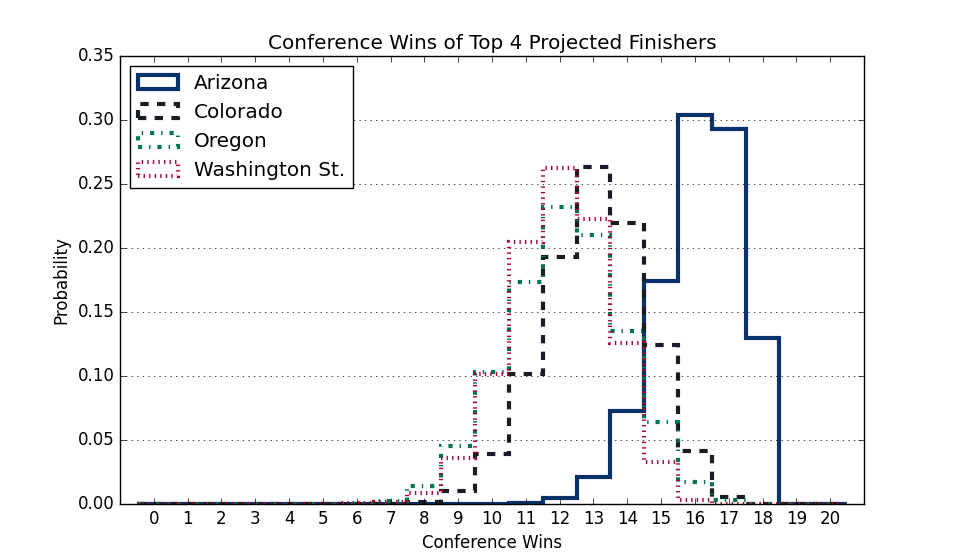 Conference Wins of Top 4 Projected Finishers
Arizona
Colorado
Oregon
Washington St.
Probability
0.35
0.30
0.25
0.20
0.15
0.10
0.05
0.00
0 1 2 3 4 5 6 7 8 9 10 11 12 13 14 15 16 17 18 19 20
Conference Wins